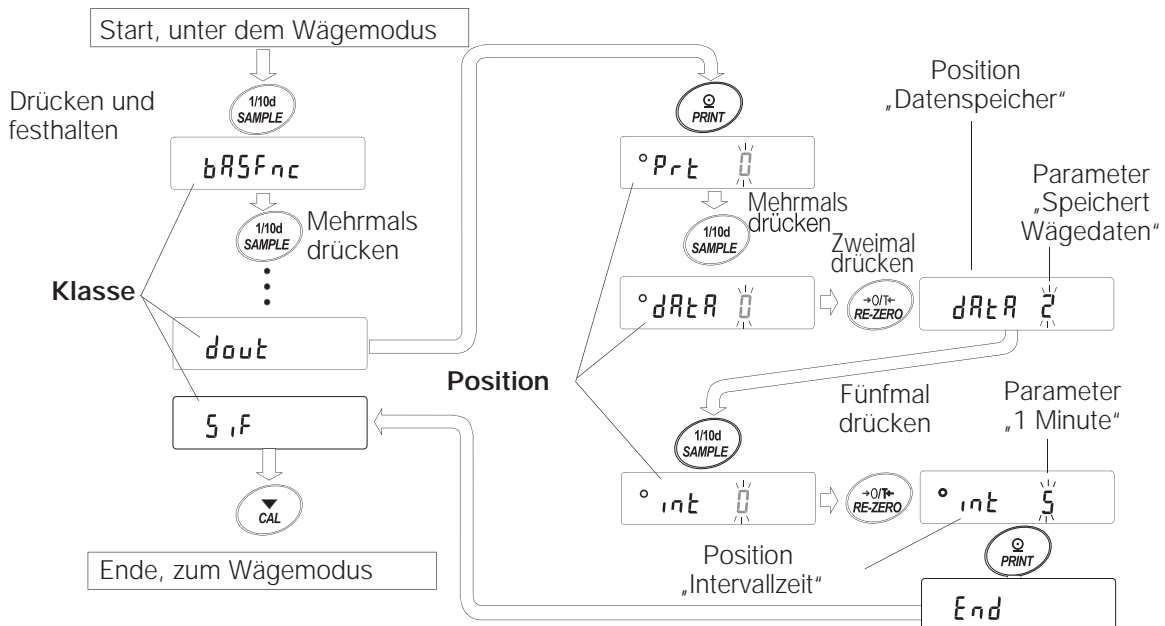 Start, unter dem Wägemodus
Drücken und
festhalten
1/10d
SAMPLE
bASFnc
1/10d
SAMPLE
Mehrmals
drücken
Klasse
dout
S iF
CAL
Ende, zum Wägemodus
PRINT
°Prt 0
1/10d
SAMPLE
Mehrmals
drücken
Zweimal
drücken
°dAtA 0
→0/T←
RE-ZERO
dAtA 2
Position
„Datenspeicher“
Parameter
„Speichert
Wägedaten“
Position
1/10d
SAMPLE
Fünfmal
drücken
Parameter
„1 Minute“
° int 0
→0/T←
RE-ZERO
° int 5
Position
„Intervallzeit“
PRINT
End